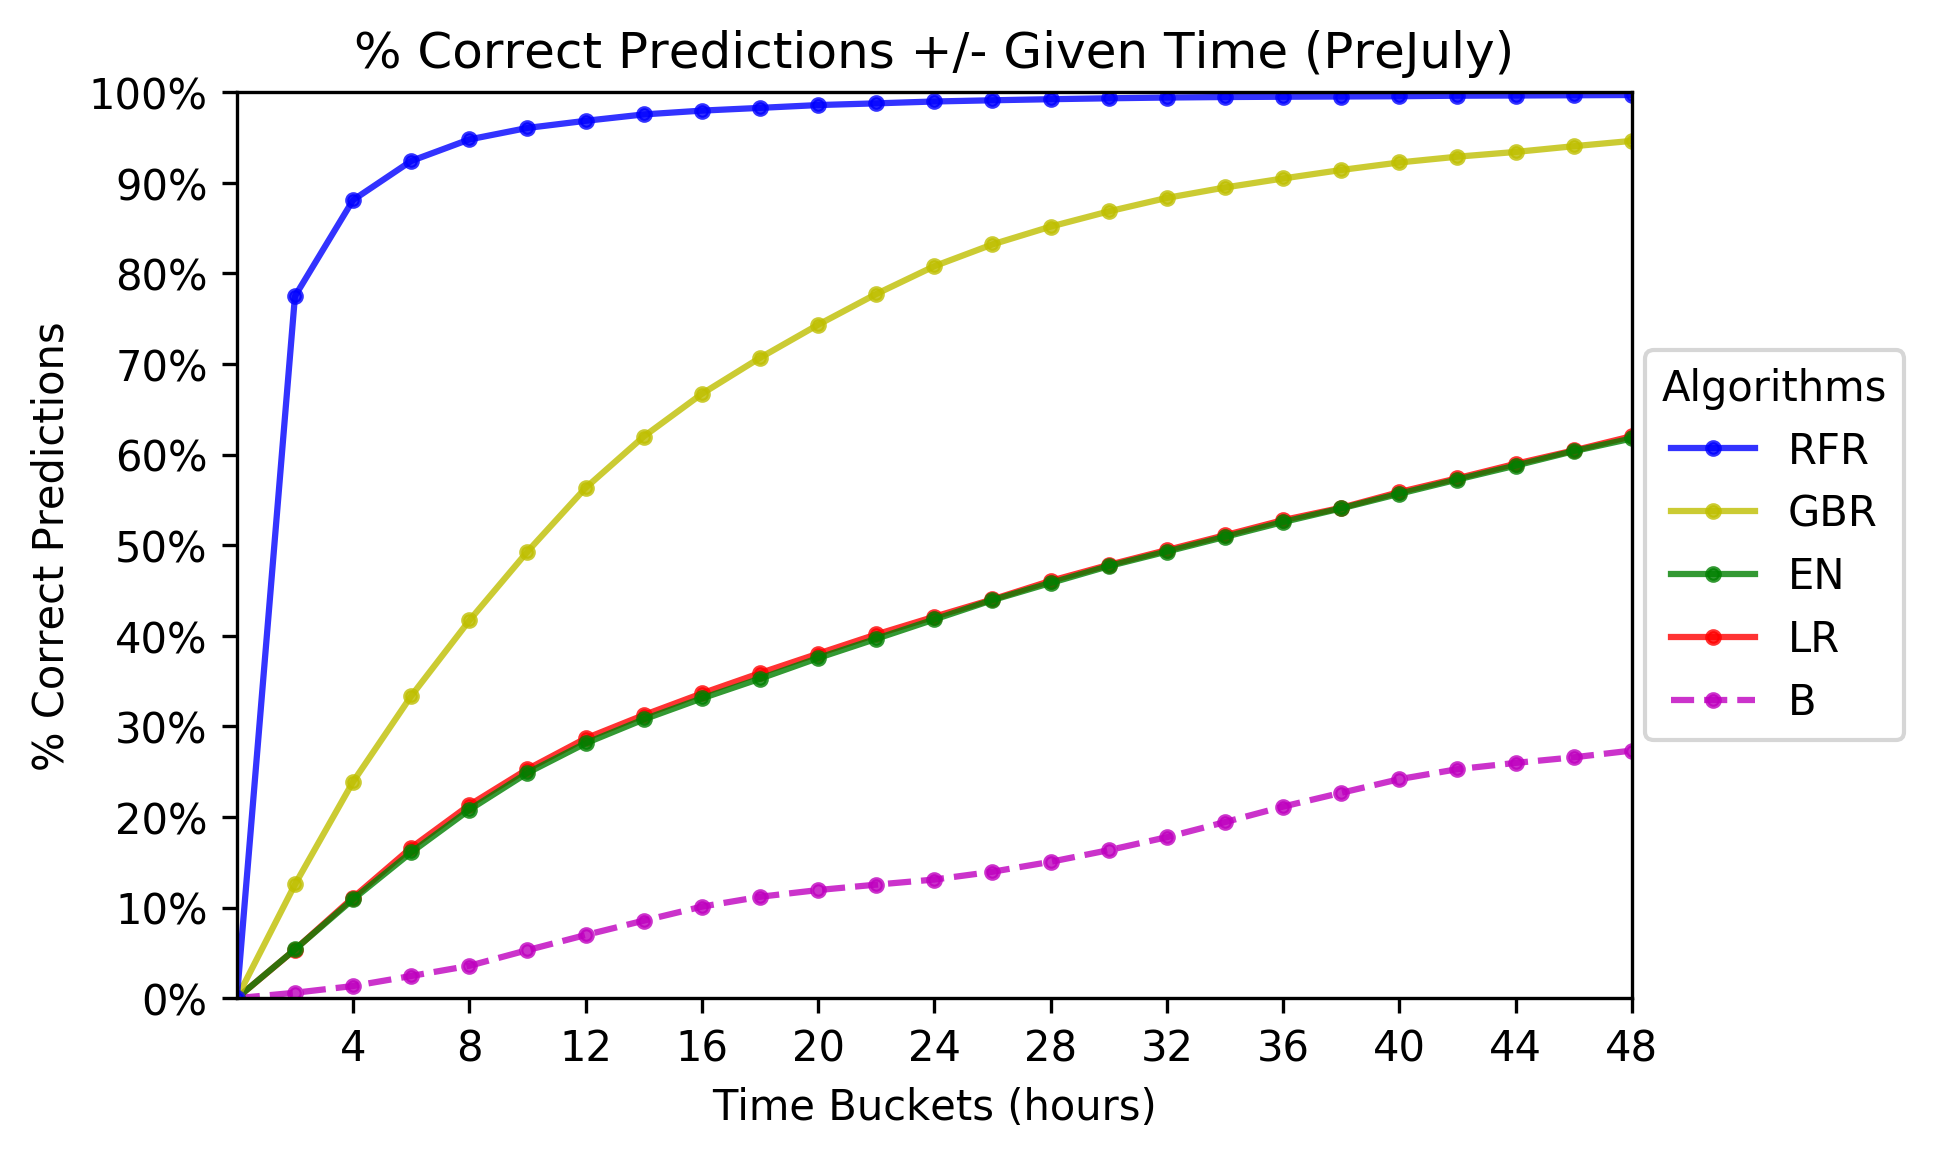 % Correct Predictions +/- Given Time (PreJuly)
100%
90%
80%
70%
60%
50%
40%
30%
20%
10%
0%
% Correct Predictions
4 8 12 16 20 24 28 32 36 40 44 48
Time Buckets (hours)
Algorithms
RFR
GBR
EN
LR
B